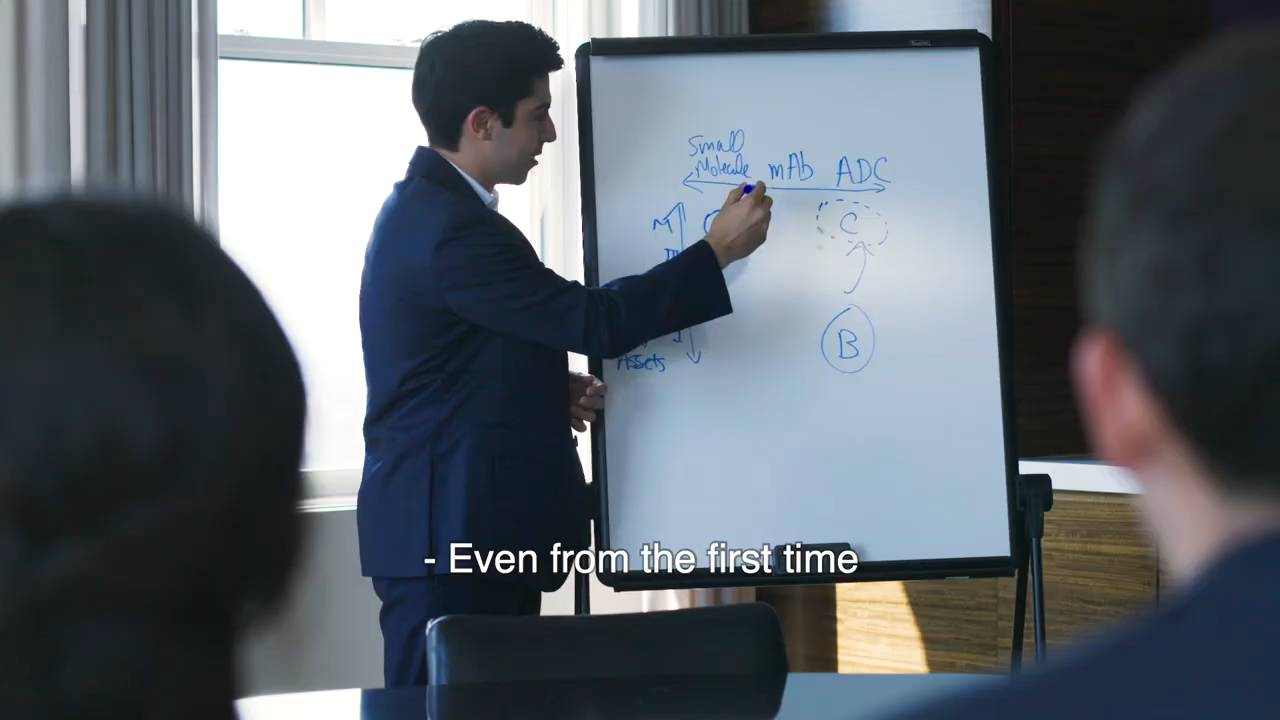 Small
Molecule mAb ADC
C
B
Assets
- Even from the first time